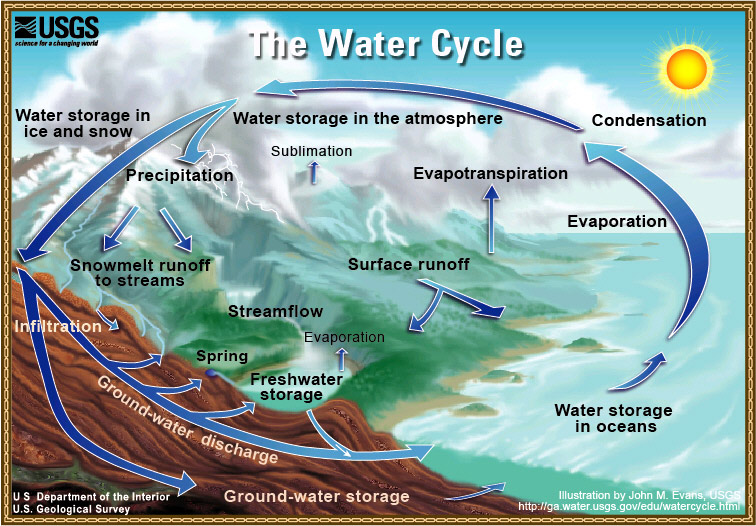 USGS
science for a changing world
The Water Cycle
Water storage in
ice and snow
Water storage in the atmosphere
Condensation
Sublimation
Precipitation
Evapotranspiration
Evaporation
Snowmelt runoff
to streams
Surface runoff
Streamflow
Infiltration
Evaporation
Spring
Freshwater
storage
Ground-water discharge
Water storage
in oceans
Ground-water storage
U S Department of the Interior
U.S. Geological Survey
Illustration by John M. Evans, USGS
http://ga.water.usgs.gov/edu/watercycle.html